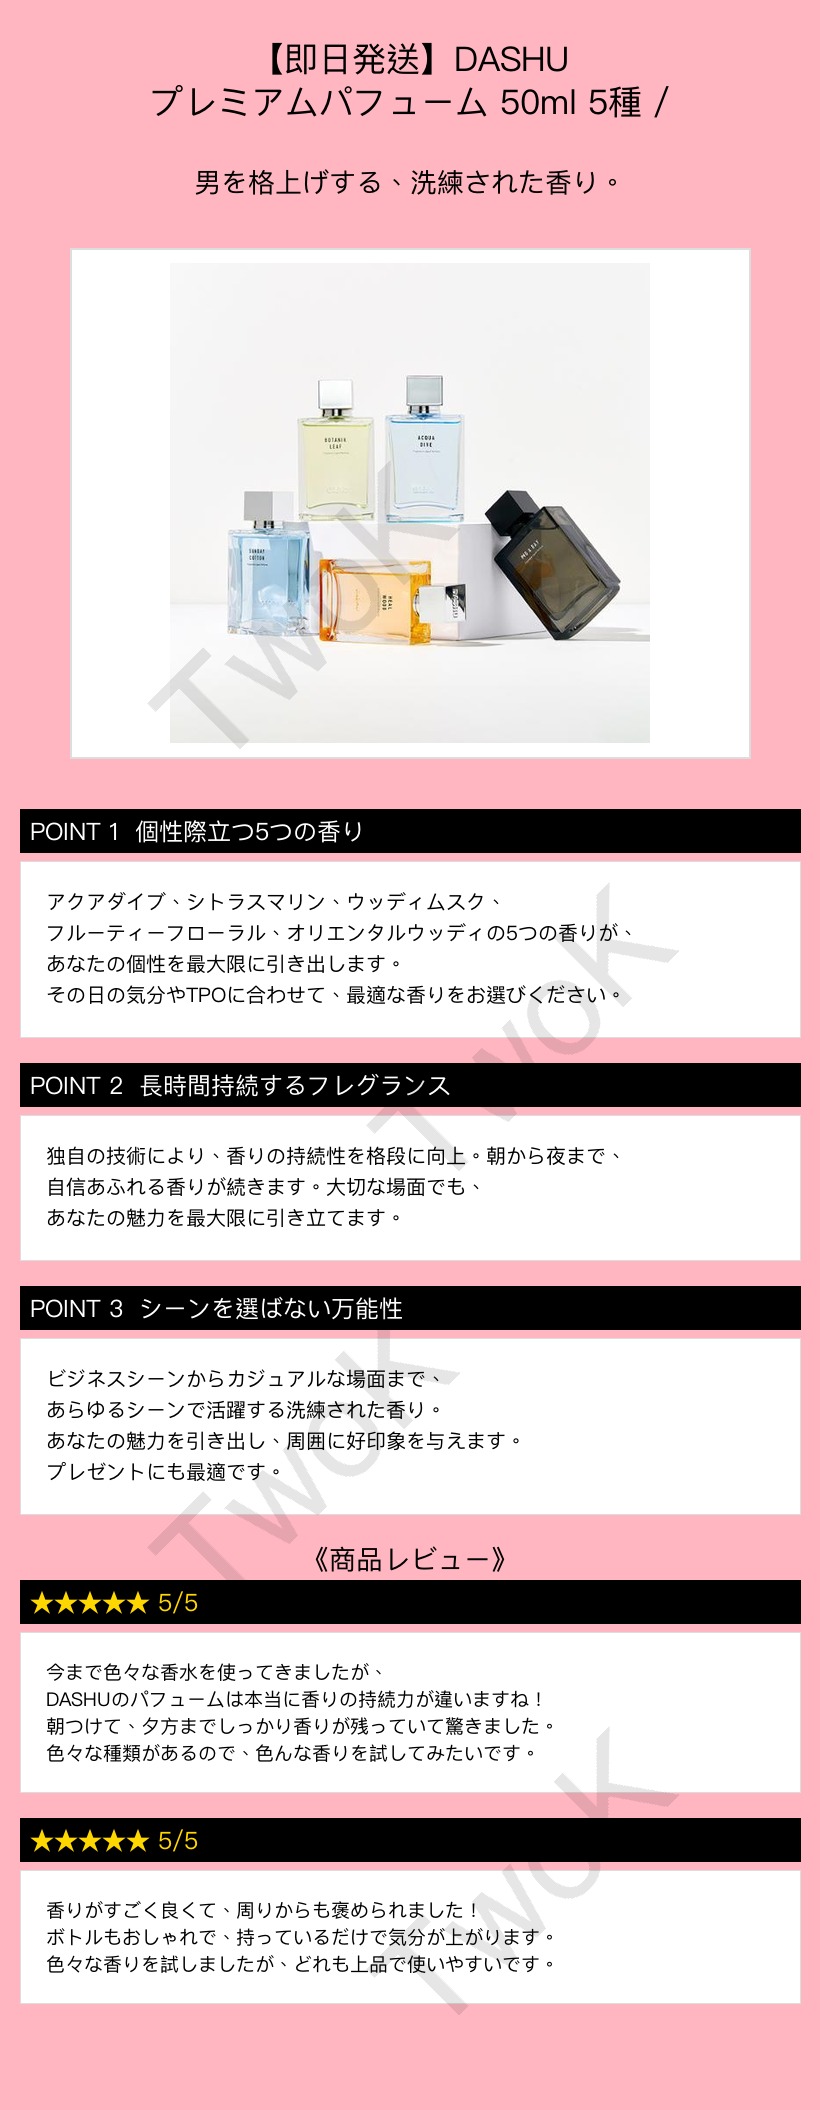 【即日発送】DASHU
プレミアムパフューム 50ml 5種 /
男を格上げする、洗練された香り。
BOTANIK
LEAF
ACQUA
DIVE
SUNDAY
COTTON
REAL
MOOD
TwoK
POINT 1 個性際立つ5つの香り
アクアダイブ、シトラスマリン、ウッディムスク、
フルーティーフローラル、オリエンタルウッディの5つの香りが、
あなたの個性を最大限に引き出します。
その日の気分やTPOに合わせて、最適な香りをお選びください。
TwoK
POINT 2 長時間持続するフレグランス
独自の技術により、香りの持続性を格段に向上。朝から夜まで、
自信あふれる香りが続きます。大切な場面でも、
あなたの魅力を最大限に引き立てます。
POINT 3 シーンを選ばない万能性
ビジネスシーンからカジュアルな場面まで、
あらゆるシーンで活躍する洗練された香り。
あなたの魅力を引き出し、周囲に好印象を与えます。
プレゼントにも最適です。
TwoK
《商品レビュー》
★★★★★ 5/5
今まで色々な香水を使ってきましたが、
DASHUのパフュームは本当に香りの持続力が違いますね！
朝つけて、夕方までしっかり香りが残っていて驚きました。
色々な種類があるので、色んな香りを試してみたいです。
★★★★★ 5/5
香りがすごく良くて、周りからも褒められました！
ボトルもおしゃれで、持っているだけで気分が上がります。
色々な香りを試しましたが、どれも上品で使いやすいです。
TwoK